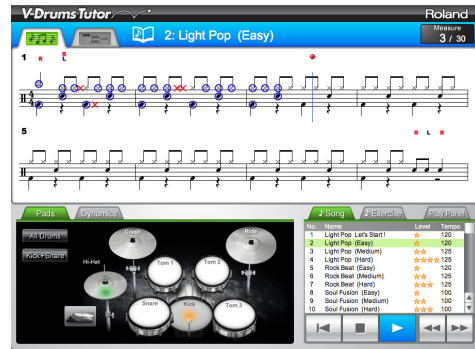 V-Drums Tutor
Roland
2: Light Pop (Easy)
Measure
3 / 30
1
R
R
L
4
4
5
R L R
Pads
Dynamics
All Drums
Kick+Snare
Crash
Ride
Hi-Hat
Tom 1
Tom 2
Snare
Kick
Tom 3
Song
Exercise
Play Panel
No. Name Level Tempo
1 Light Pop Let's Start! 120
2 Light Pop (Easy) 120
3 Light Pop (Medium) 125
4 Light Pop (Hard) 125
5 Rock Beat (Easy) 120
6 Rock Beat (Medium) 125
7 Rock Beat (Hard) 125
8 Soul Fusion (Easy) 100
9 Soul Fusion (Medium) 100
10 Soul Fusion (Hard) 100